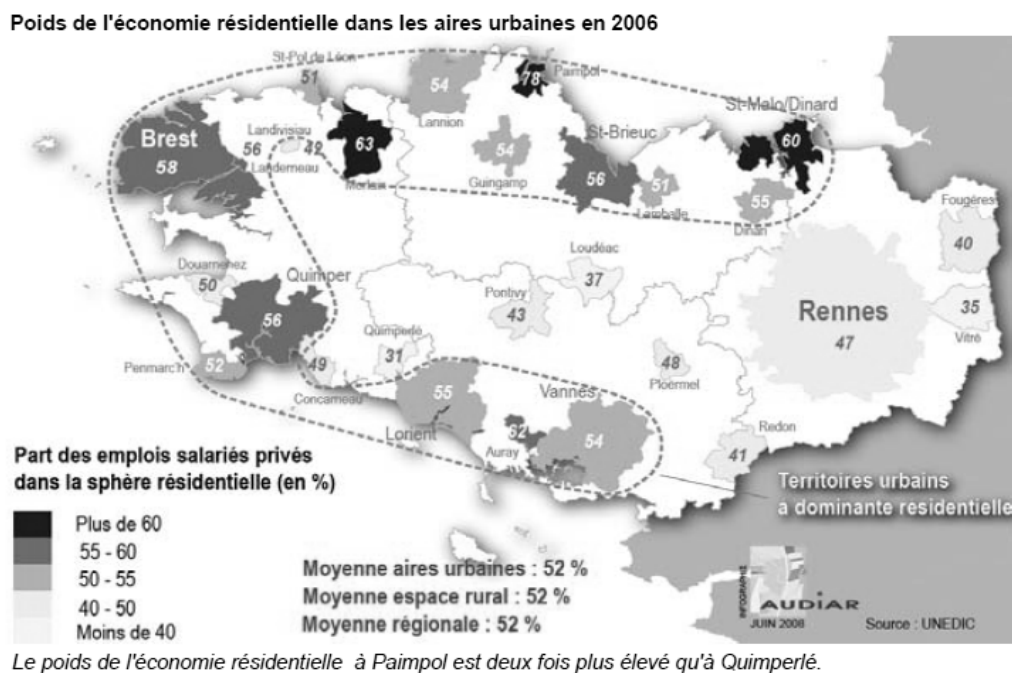 Poids de l'économie résidentielle dans les aires urbaines en 2006
St-Pol de Léon
51
54
Lannion
78
Paimpol
St-Malo/Dinard
60
Brest
58
Landivisiau
56
49
Landerneau
63
Morlaix
54
Guingamp
St-Brieuc
56
51
Lamballe
55
Dinan
Fougères
40
Douarnenez
50
Quimper
56
Loudéac
37
Pontivy
43
Rennes
47
35
Vitré
Quimperlé
31
Penmarc'h
52
49
Concarneau
48
Ploërmel
55
Lorient
Vannes
62
Auray
54
Redon
41
Part des emplois salariés privés
dans la sphère résidentielle (en %)
Plus de 60
55 - 60
50 - 55
40 - 50
Moins de 40
Territoires urbains
a dominante residentielle
Moyenne aires urbaines : 52 %
Moyenne espace rural : 52 %
Moyenne régionale : 52 %
INFOGRAPHIE
AUDIAR
JUIN 2008
Source : UNEDIC
Le poids de l'économie résidentielle à Paimpol est deux fois plus élevé qu'à Quimperlé.